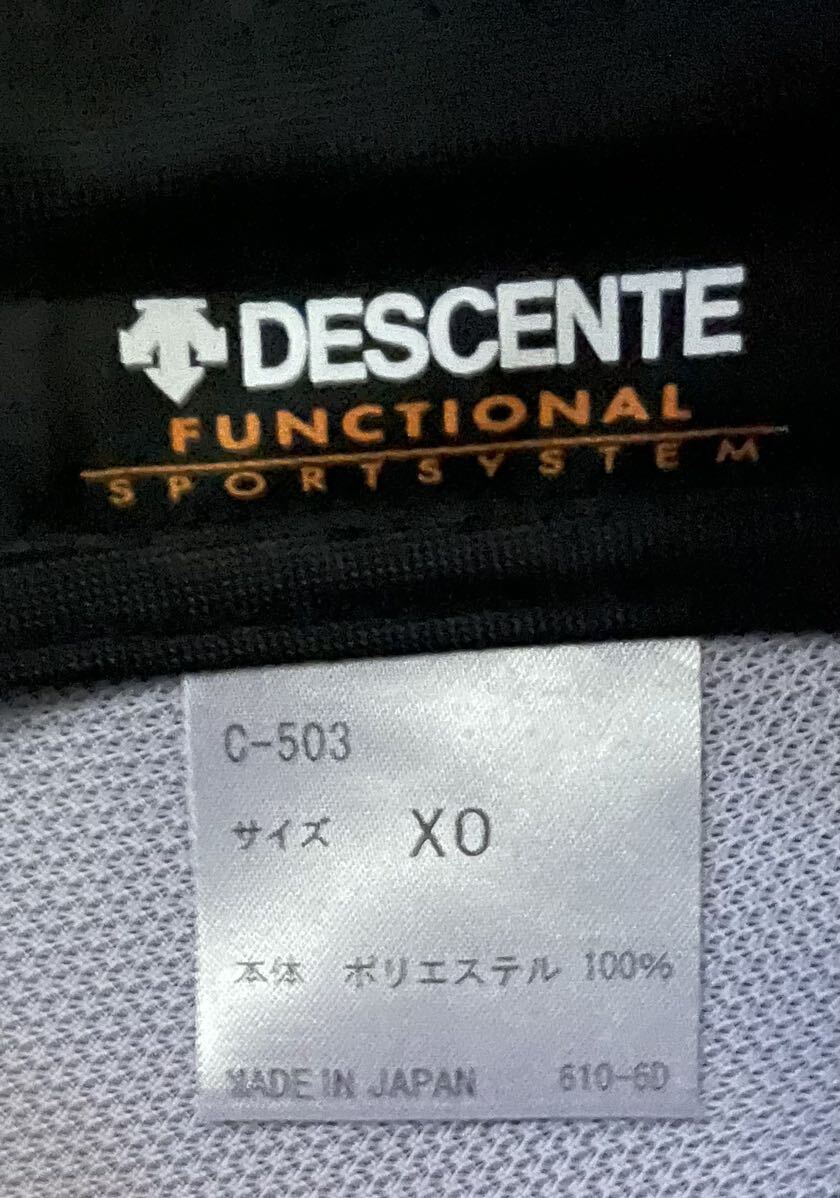 DESCENTE
FUNCTIONAL
SPORTSYSTEM
C-503
サイズ XO
本体 ポリエステル 100%
MADE IN JAPAN 610-6D